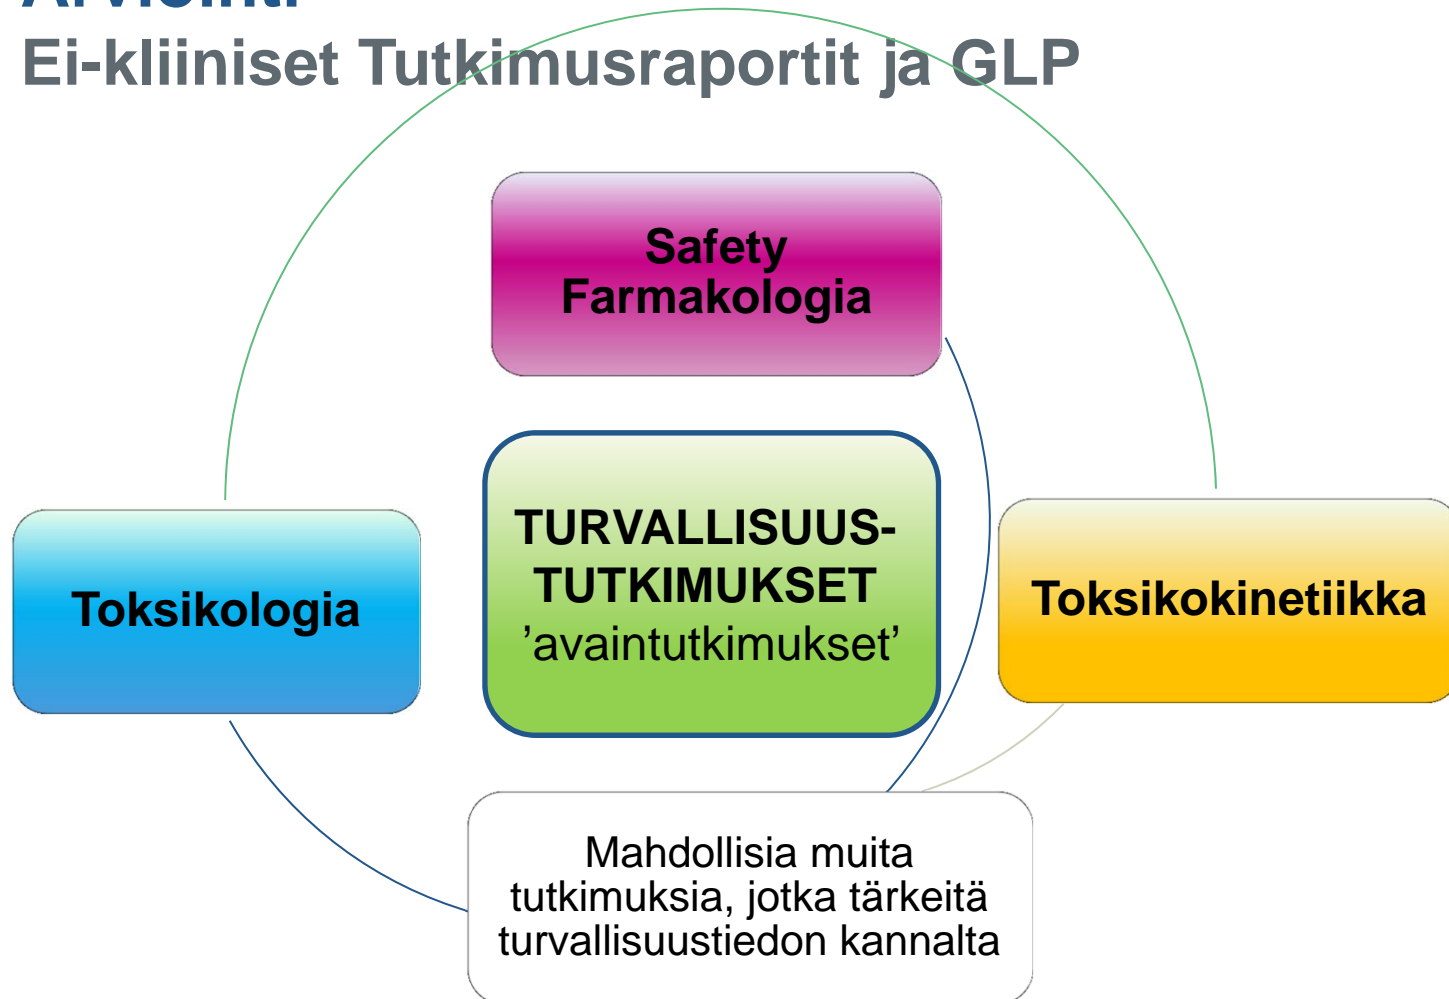 Ei-kliiniset Tutkimusraportit ja GLP
Safety
Farmakologia
TURVALLISUUS-
TUTKIMUKSET
’avaintutkimukset’
Toksikologia
Toksikokinetiikka
Mahdollisia muita
tutkimuksia, jotka tärkeitä
turvallisuustiedon kannalta